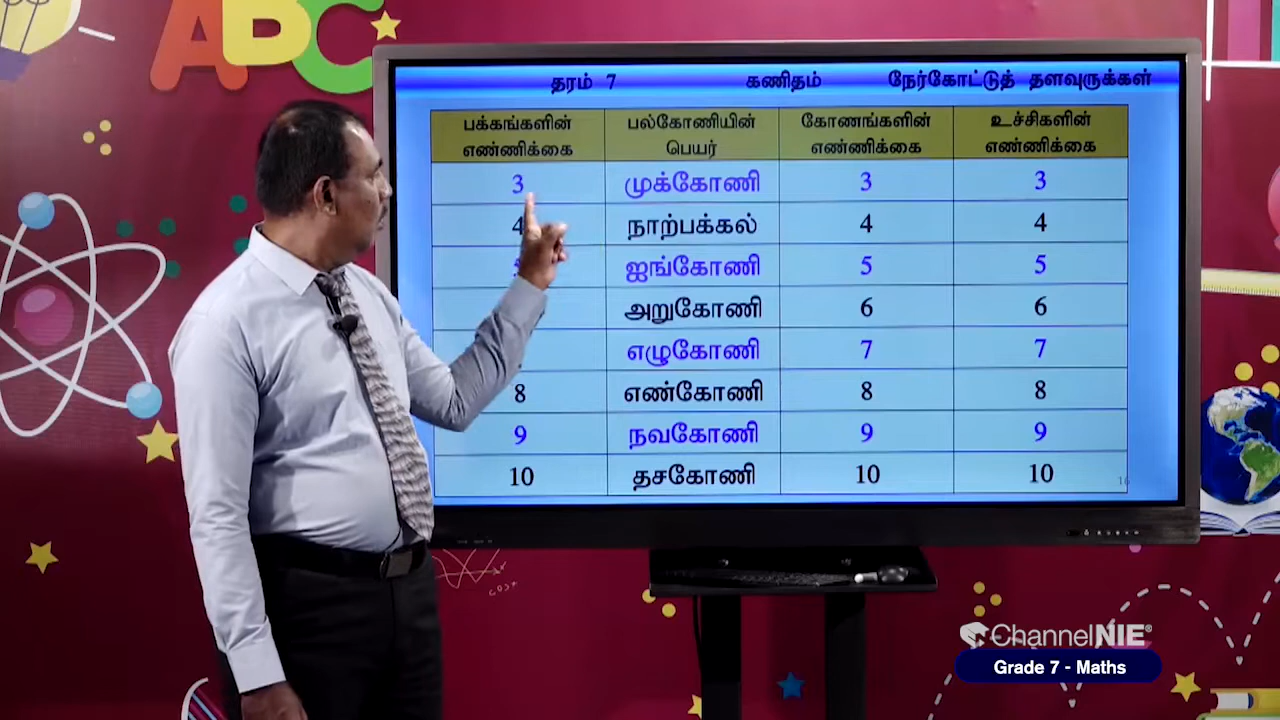 ABC
தரம் 7 கணிதம் நேர்கோட்டுத் தளவுருக்கள்
பக்கங்களின் எண்ணிக்கை பல்கோணியின் பெயர் கோணங்களின் எண்ணிக்கை உச்சிகளின் எண்ணிக்கை
3 முக்கோணி 3 3
4 நாற்பக்கல் 4 4
ஐங்கோணி 5 5
அறுகோணி 6 6
எழுகோணி 7 7
8 எண்கோணி 8 8
9 நவகோணி 9 9
10 தசகோணி 10 10
16
ChannelNIE®
Grade 7 - Maths